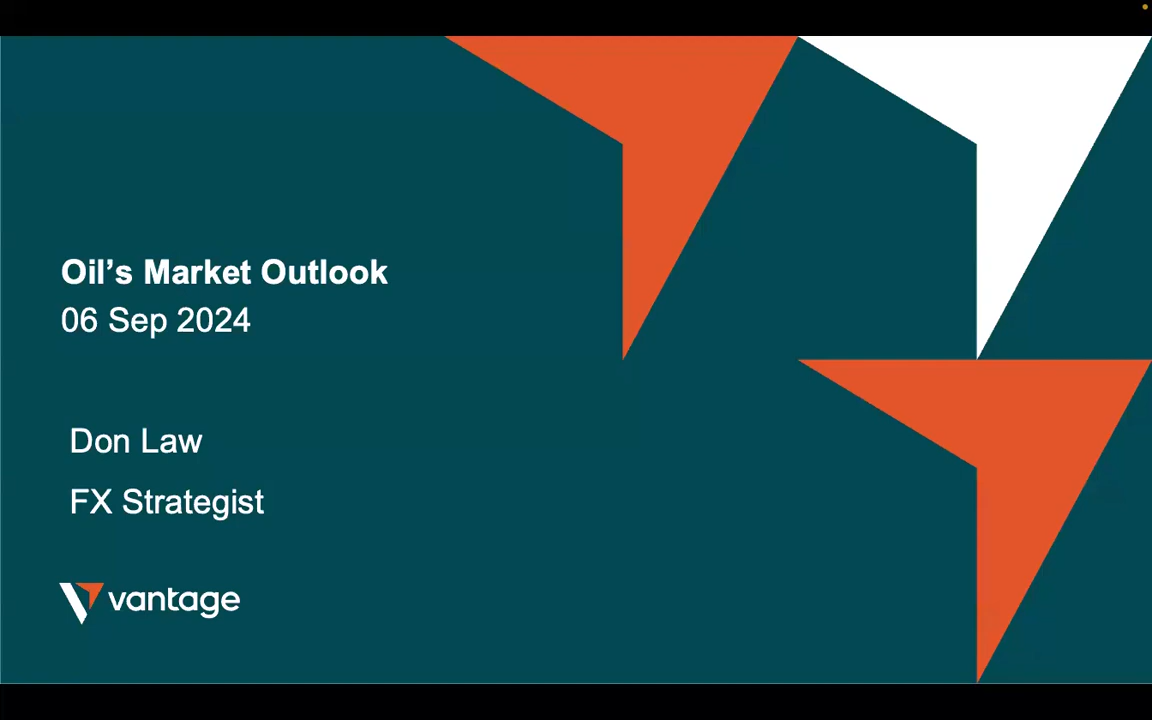 Oil’s Market Outlook
06 Sep 2024
Don Law
FX Strategist
vantage